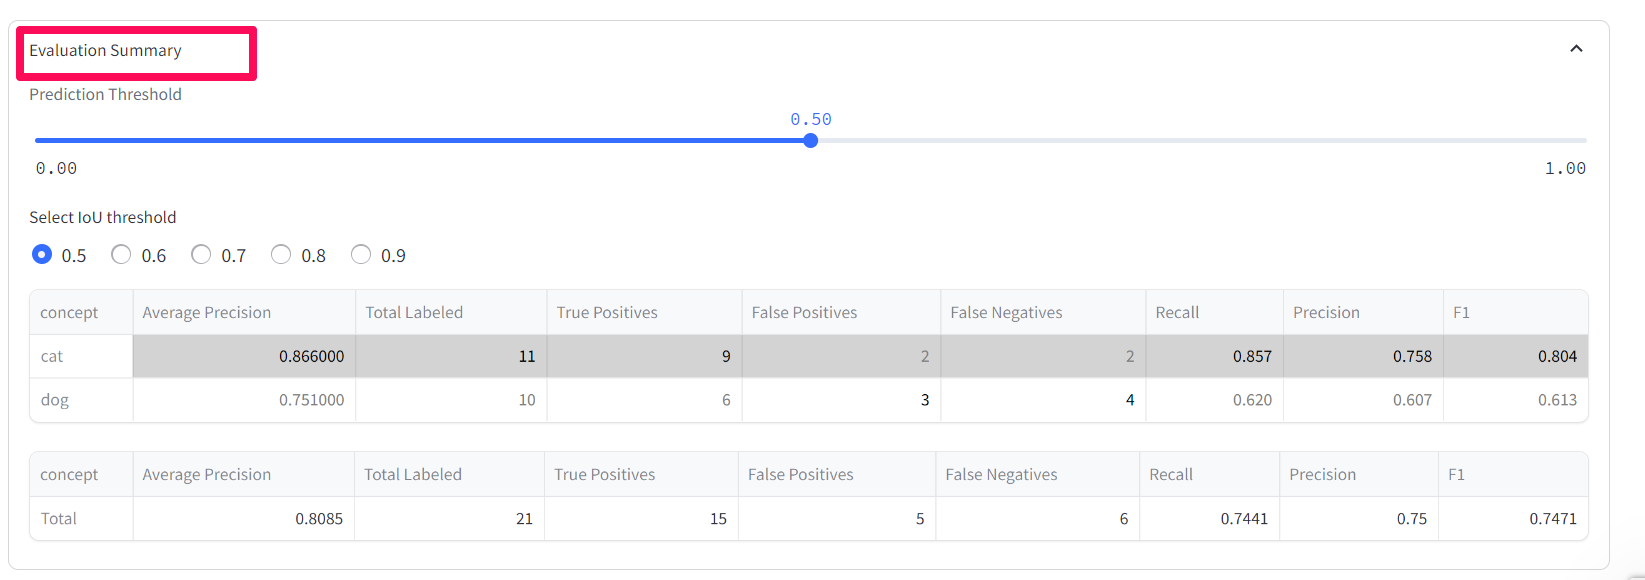 Evaluation Summary
Prediction Threshold
0.50
0.00 1.00
Select IoU threshold
0.5 0.6 0.7 0.8 0.9
concept Average Precision Total Labeled True Positives False Positives False Negatives Recall Precision F1
cat 0.866000 11 9 2 2 0.857 0.758 0.804
dog 0.751000 10 6 3 4 0.620 0.607 0.613
concept Average Precision Total Labeled True Positives False Positives False Negatives Recall Precision F1
Total 0.8085 21 15 5 6 0.7441 0.75 0.7471